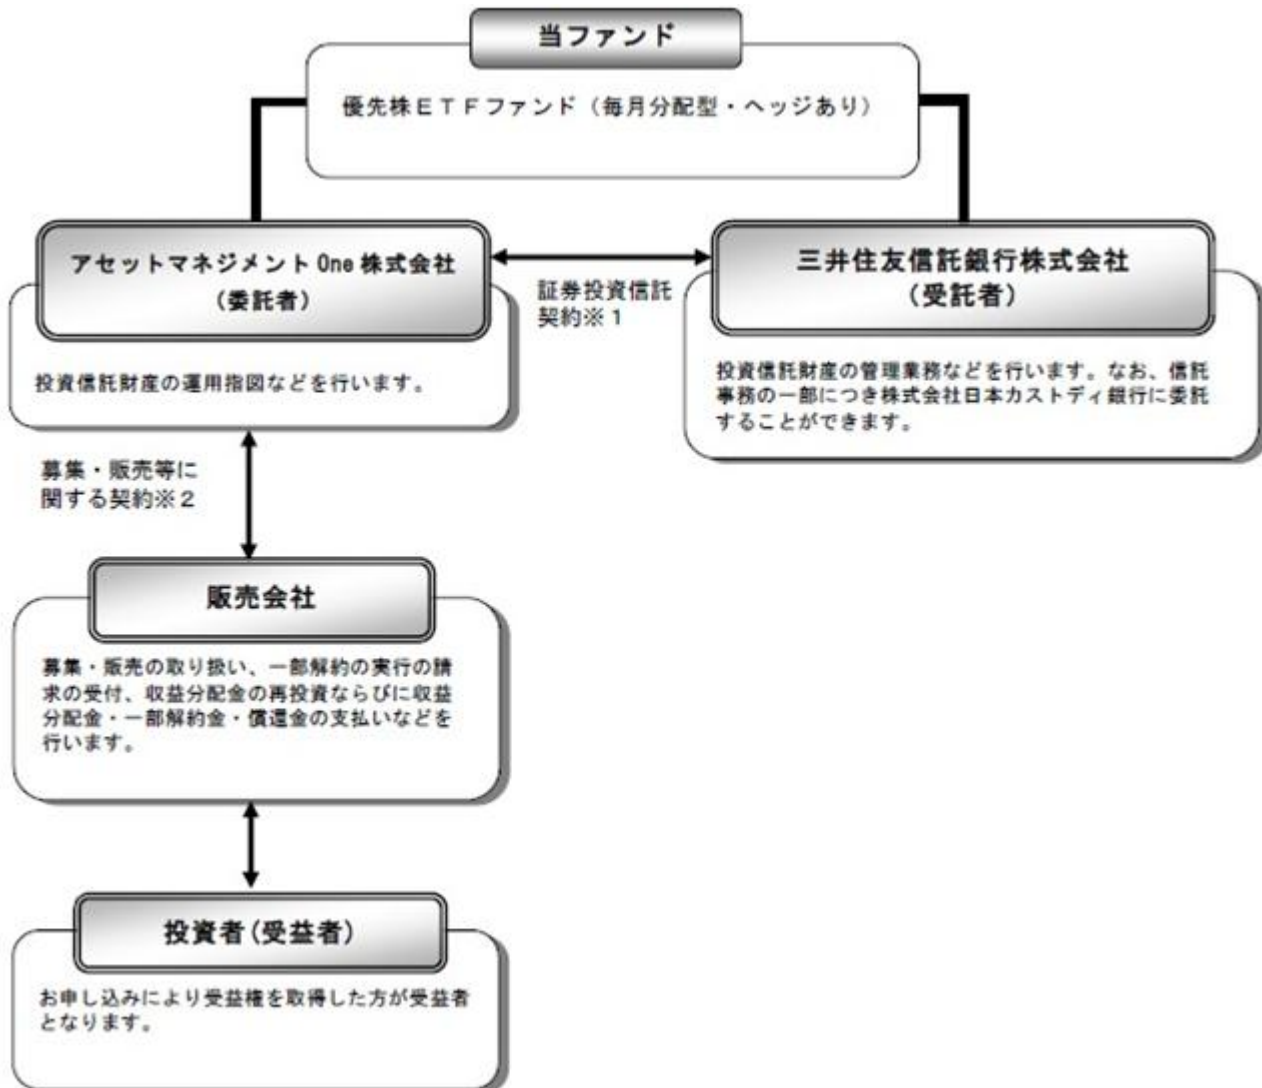 当ファンド
優先株ETFファンド（毎月分配型・ヘッジあり）
アセットマネジメントOne株式会社
（委託者）
投資信託財産の運用指図などを行います。
証券投資信託
契約※1
三井住友信託銀行株式会社
（受託者）
投資信託財産の管理業務などを行います。なお、信託
事務の一部につき株式会社日本カストディ銀行に委託
することができます。
募集・販売等に
関する契約※2
販売会社
募集・販売の取り扱い、一部解約の実行の請
求の受付、収益分配金の再投資ならびに収益
分配金・一部解約金・償還金の支払いなどを
行います。
投資者(受益者)
お申し込みにより受益権を取得した方が受益者
となります。